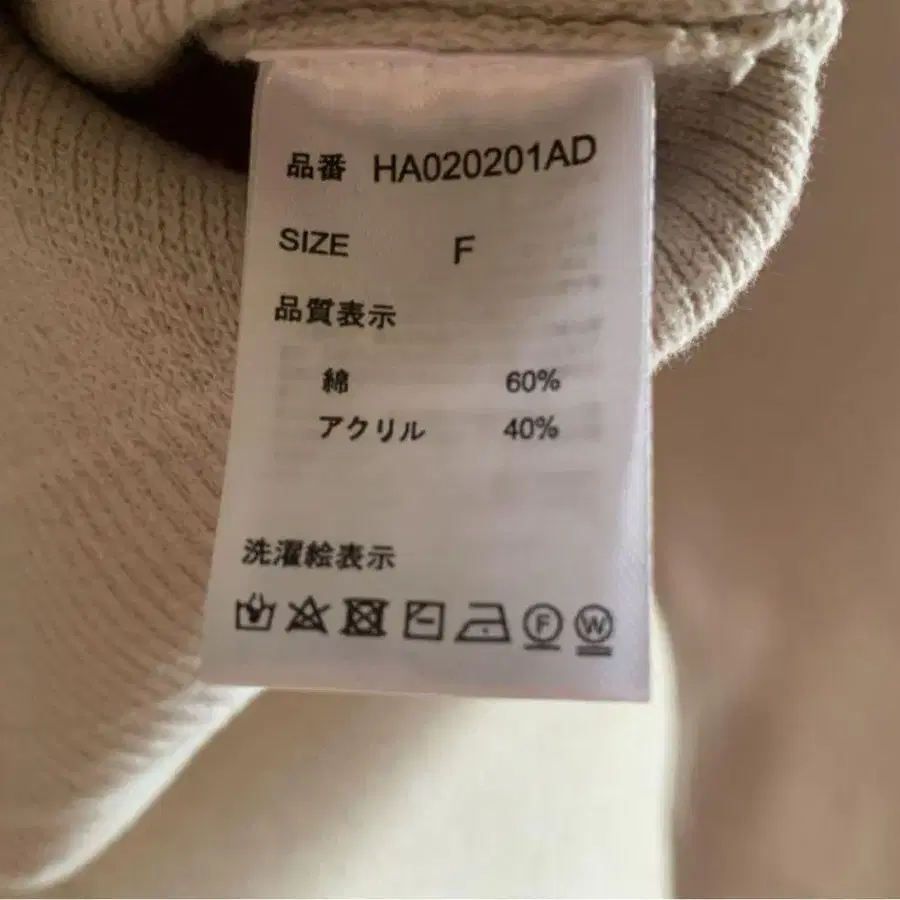 品番 HA020201AD
SIZE F
品質表示
綿 60%
アクリル 40%
洗濯絵表示
F W